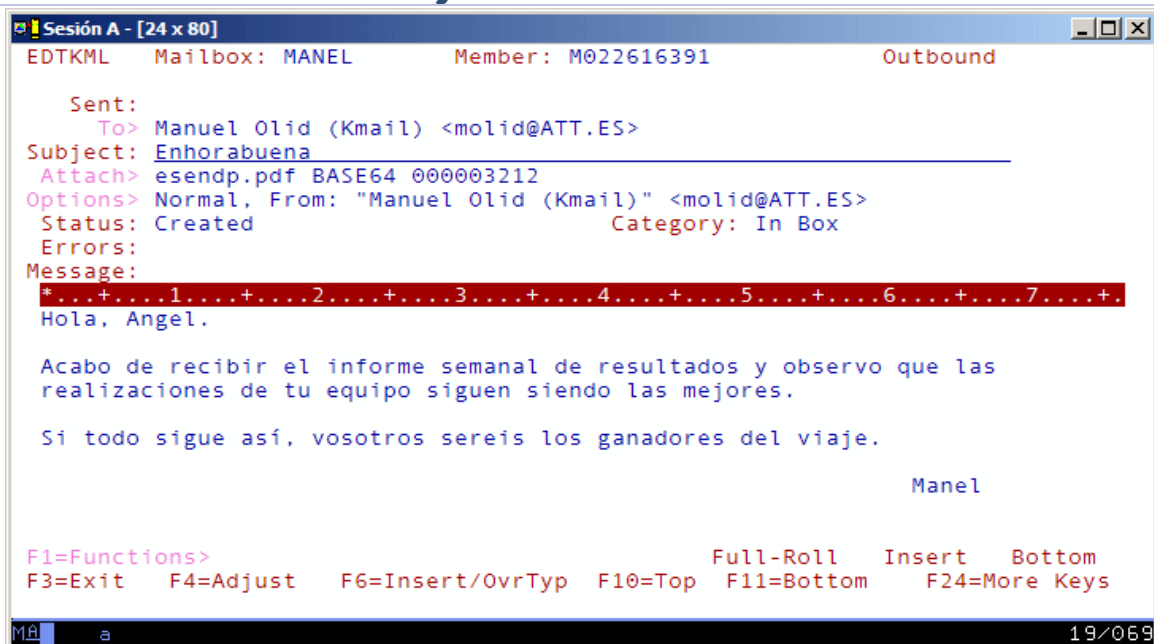 Sesión A - [24 x 80]
EDTKML Mailbox: MANEL Member: M022616391 Outbound
Sent:
To> Manuel Olid (Kmail) <molid@ATT.ES>
Subject: Enhorabuena
Attach> esendp.pdf BASE64 000003212
Options> Normal, From: "Manuel Olid (Kmail)" <molid@ATT.ES>
Status: Created Category: In Box
Errors:
Message:
*...+....1....+....2....+....3....+....4....+....5....+....6....+....7....+.
Hola, Angel.
Acabo de recibir el informe semanal de resultados y observo que las
realizaciones de tu equipo siguen siendo las mejores.
Si todo sigue así, vosotros sereis los ganadores del viaje.
Manel
F1=Functions> Full-Roll Insert Bottom
F3=Exit F4=Adjust F6=Insert/OvrTyp F10=Top F11=Bottom F24=More Keys
MA a 19/069